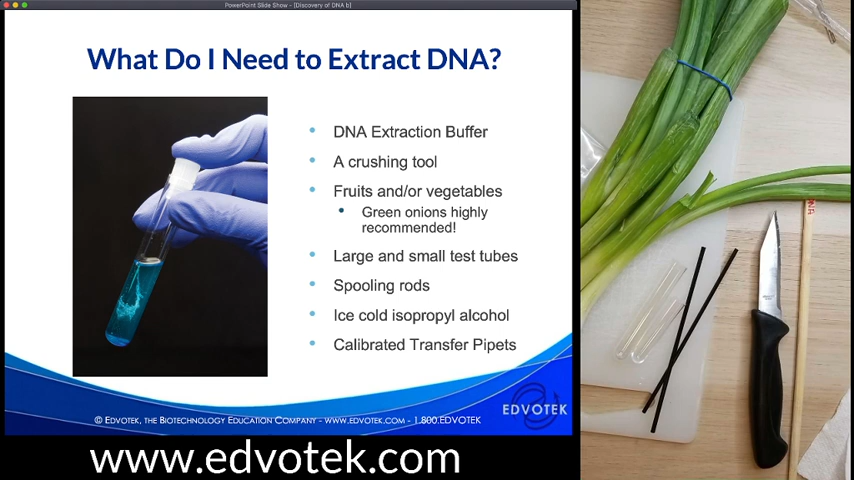 PowerPoint Slide Show - [Discovery of DNA b]
What Do I Need to Extract DNA?
DNA Extraction Buffer
A crushing tool
Fruits and/or vegetables
Green onions highly
recommended!
Large and small test tubes
Spooling rods
Ice cold isopropyl alcohol
Calibrated Transfer Pipets
© EDVOTEK, THE BIOTECHNOLOGY EDUCATION COMPANY - WWW.EDVOTEK.COM - 1.800.EDVOTEK
EDVOTEK
www.edvotek.com